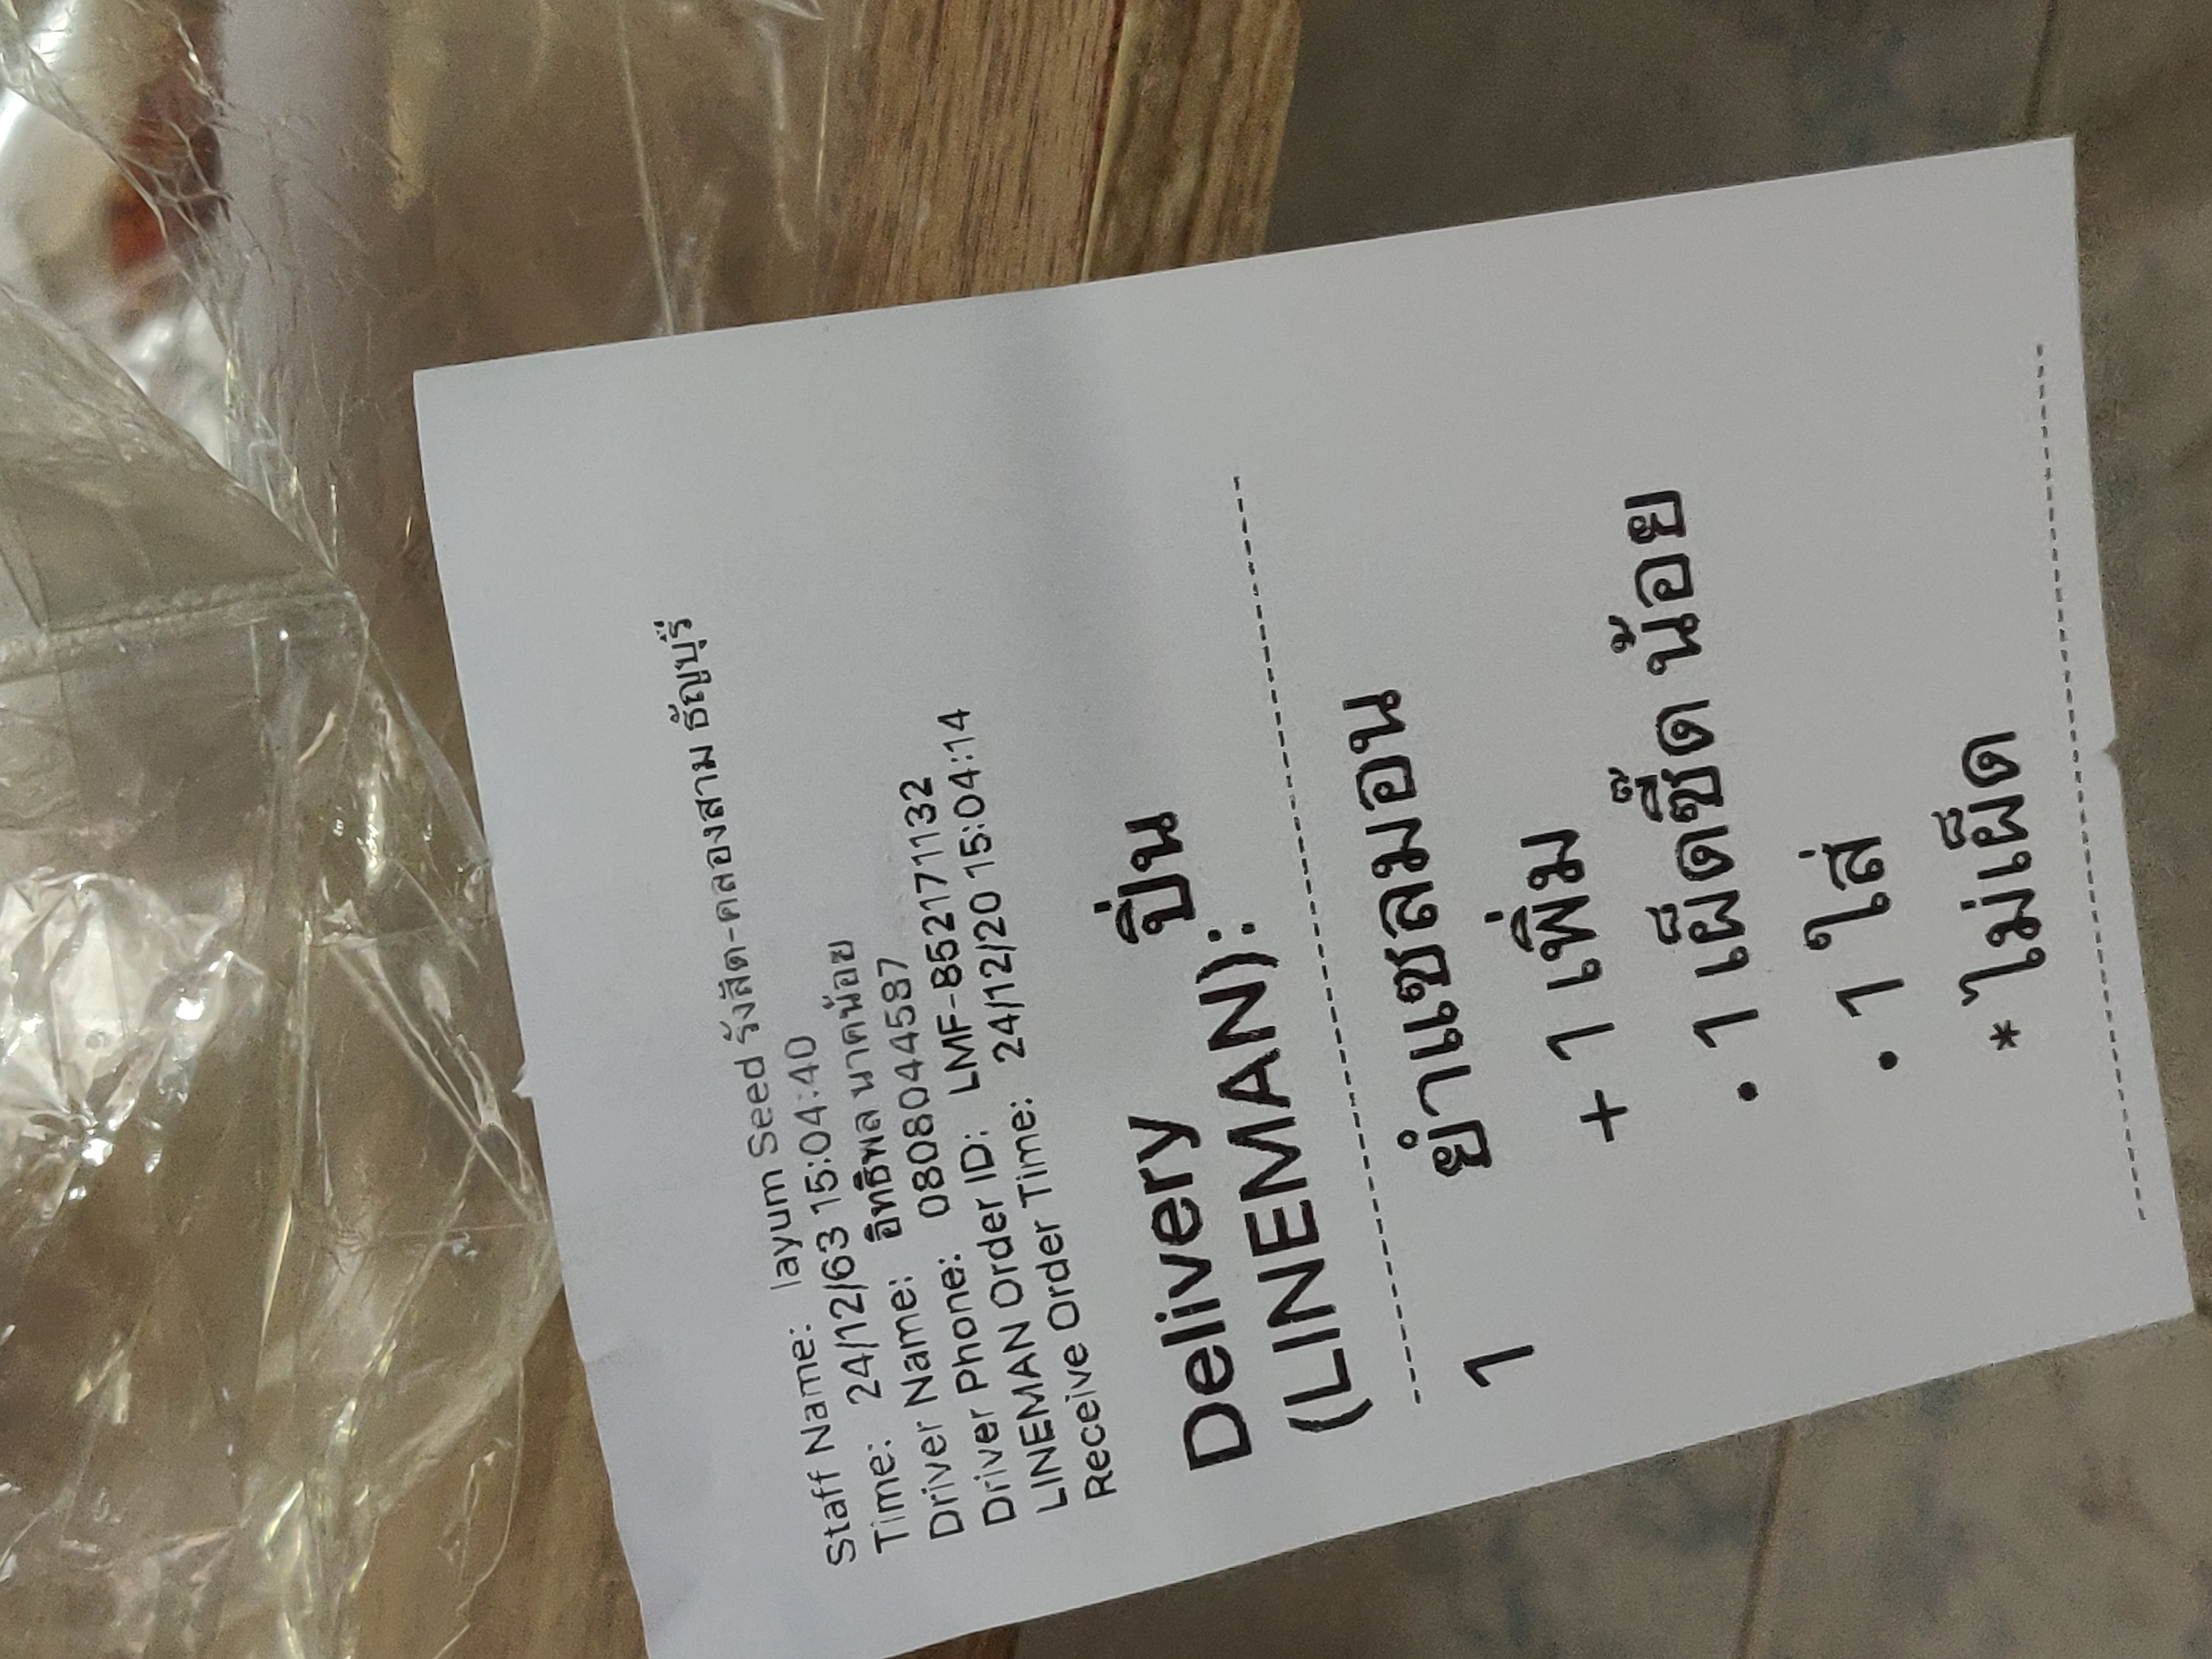 Staff Name: layum Seed รังสิต-คลองสาม ธัญบุรี
Time: 24/12/63 15:04:40
Driver Name: อิทธิพล นาคน้อย
Driver Phone: 0808044587
LINEMAN Order ID: LMF-852171132
Receive Order Time: 24/12/20 15:04:14
Delivery ปิ่น
(LINEMAN):
1 ยำแซลมอน
+ 1 เพิ่ม
• 1 เผ็ดซี๊ด น้อย
• 1 ใส่
* ไม่เผ็ด